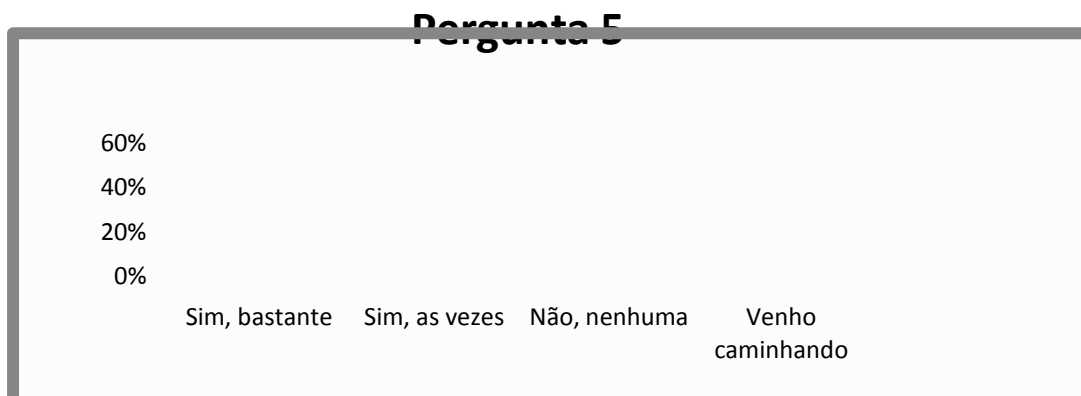 Pergunta 5
60%
40%
20%
0%
Sim, bastante Sim, as vezes Não, nenhuma Venho
caminhando